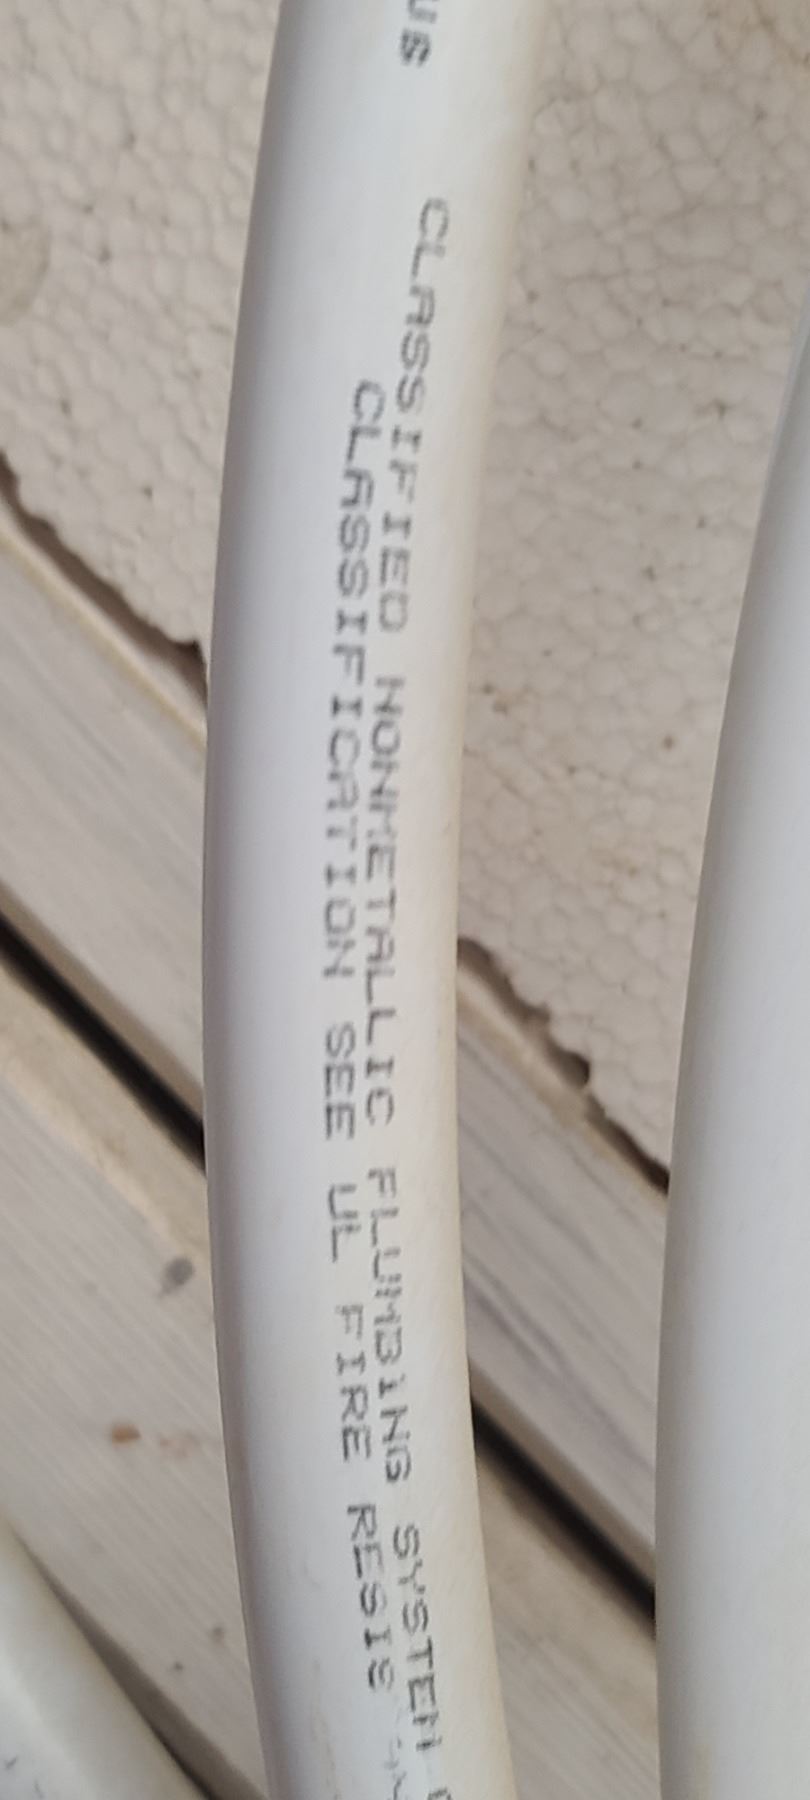 US
CLASSIFIED NONMETALLIC PLUMBING SYSTEM
CLASSIFICATION SEE UL FIRE RESIS